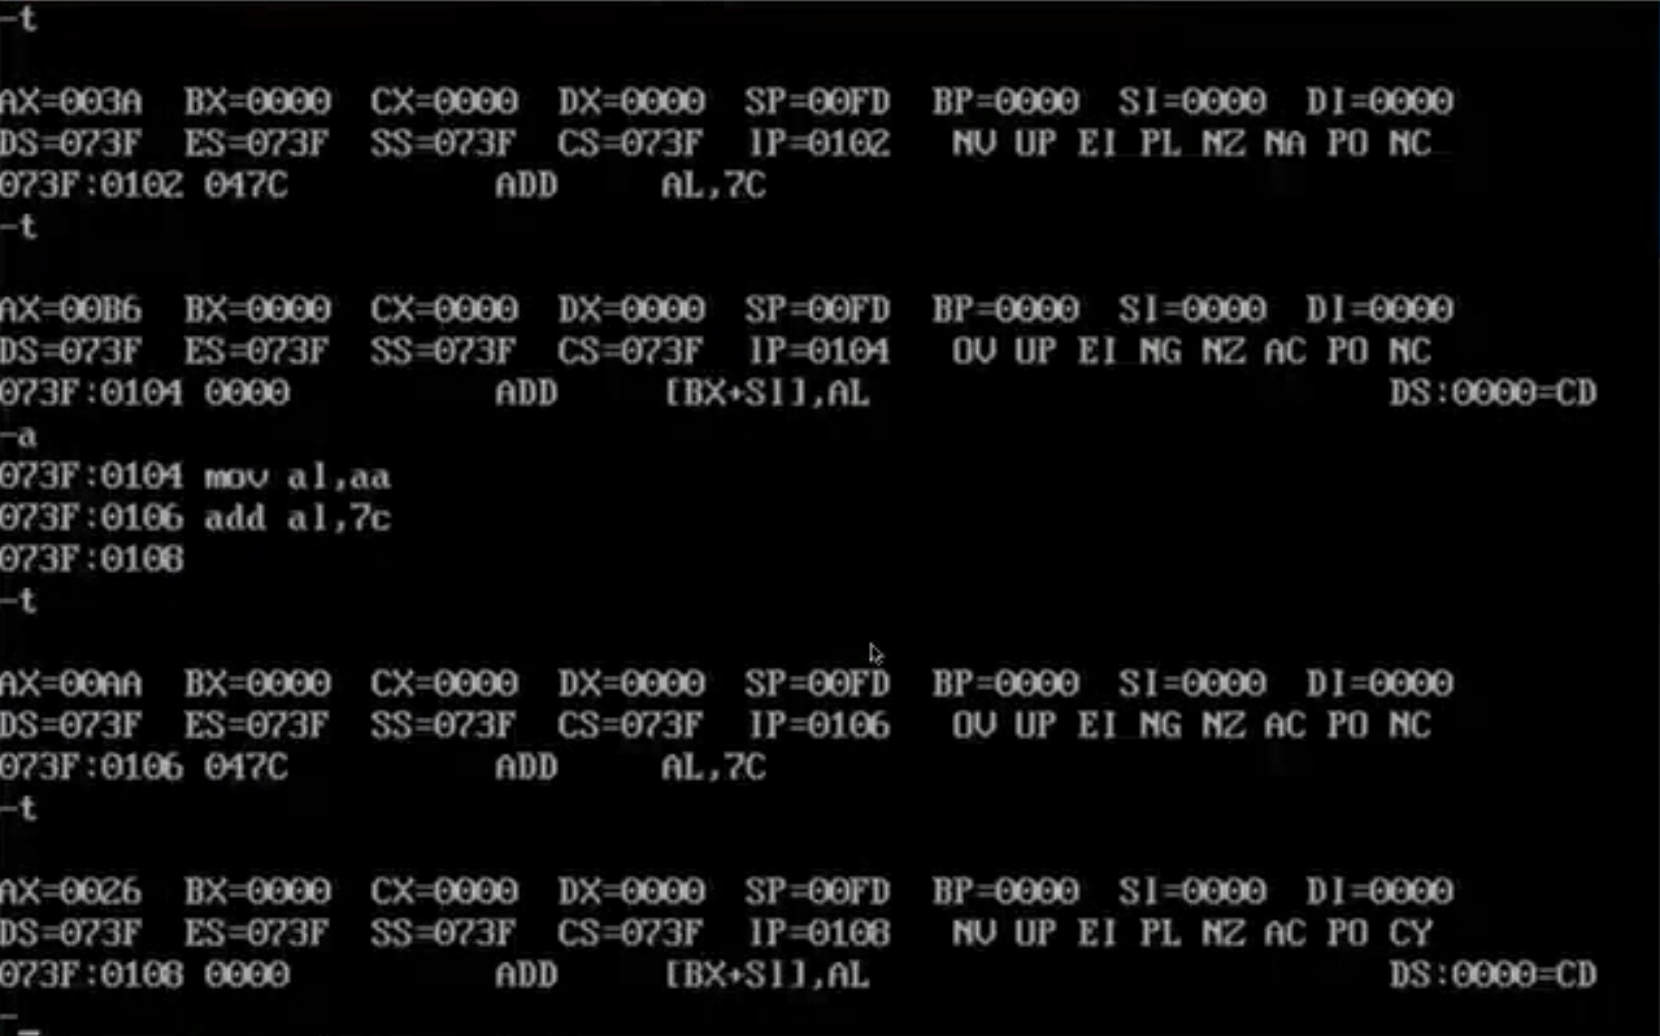 -t
AX=003A BX=0000 CX=0000 DX=0000 SP=00FD BP=0000 SI=0000 DI=0000
DS=073F ES=073F SS=073F CS=073F IP=0102 NV UP EI PL NZ NA PO NC
073F:0102 047C ADD AL,7C
-t
AX=00B6 BX=0000 CX=0000 DX=0000 SP=00FD BP=0000 SI=0000 DI=0000
DS=073F ES=073F SS=073F CS=073F IP=0104 OV UP EI NG NZ AC PO NC
073F:0104 0000 ADD [BX+SI],AL DS:0000=CD
-a
073F:0104 mov al,aa
073F:0106 add al,7c
073F:0108
-t
AX=00AA BX=0000 CX=0000 DX=0000 SP=00FD BP=0000 SI=0000 DI=0000
DS=073F ES=073F SS=073F CS=073F IP=0106 OV UP EI NG NZ AC PO NC
073F:0106 047C ADD AL,7C
-t
AX=0026 BX=0000 CX=0000 DX=0000 SP=00FD BP=0000 SI=0000 DI=0000
DS=073F ES=073F SS=073F CS=073F IP=0108 NV UP EI PL NZ AC PO CY
073F:0108 0000 ADD [BX+SI],AL DS:0000=CD
-_